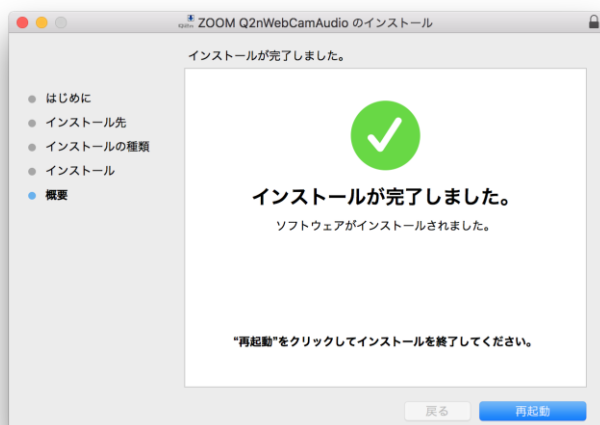 ZOOM Q2nWebCamAudio のインストール
インストールが完了しました。
はじめに
インストール先
インストールの種類
インストール
概要
インストールが完了しました。
ソフトウェアがインストールされました。
“再起動”をクリックしてインストールを終了してください。
戻る
再起動